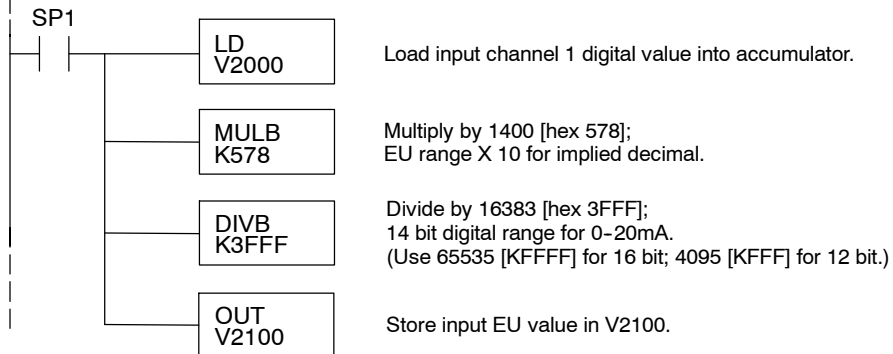 SP1
LD
V2000
Load input channel 1 digital value into accumulator.
MULB
K578
Multiply by 1400 [hex 578];
EU range X 10 for implied decimal.
DIVB
K3FFF
Divide by 16383 [hex 3FFF];
14 bit digital range for 0-20mA.
(Use 65535 [KFFFF] for 16 bit; 4095 [KFFF] for 12 bit.)
OUT
V2100
Store input EU value in V2100.